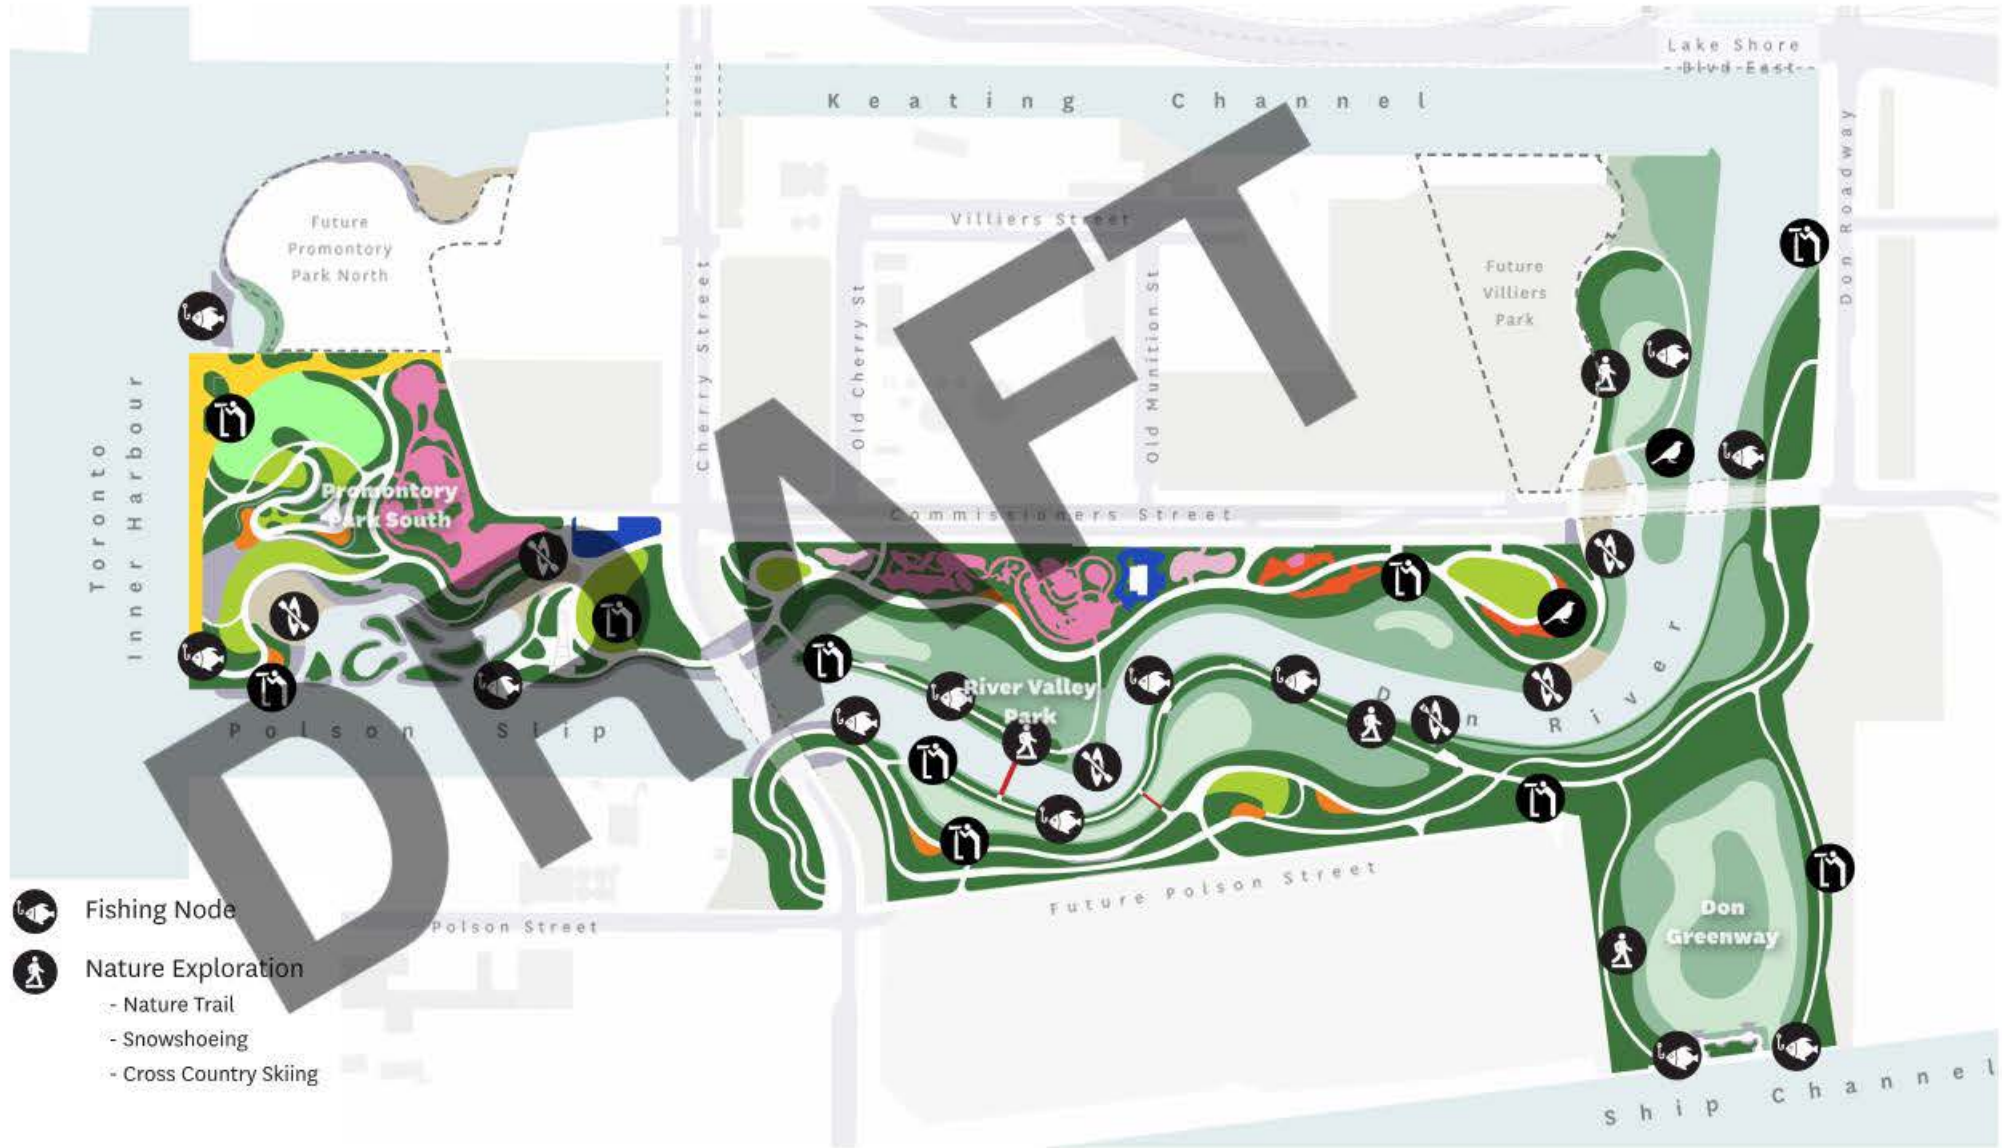 Lake Shore
Blvd East
Keating Channel
Don Roadway
Future
Promontory
Park North
Villiers Street
Future
Villiers
Park
Cherry Street
Old Cherry St
Old Munition St
Toronto
Inner Harbour
Promontory
Park South
Commissioners Street
River Valley
Park
Don River
Polson Slip
DRAFT
Future Polson Street
Polson Street
Don
Greenway
Ship Channel
Fishing Node
Nature Exploration
- Nature Trail
- Snowshoeing
- Cross Country Skiing